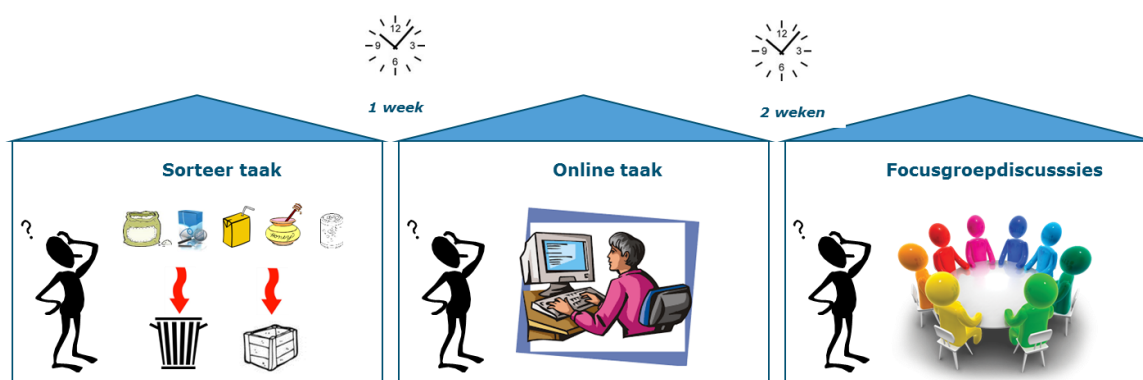 12
9 3
6
1 week
12
9 3
6
2 weken
Sorteer taak
Online taak
Focusgroepdiscusssies
?
?
?